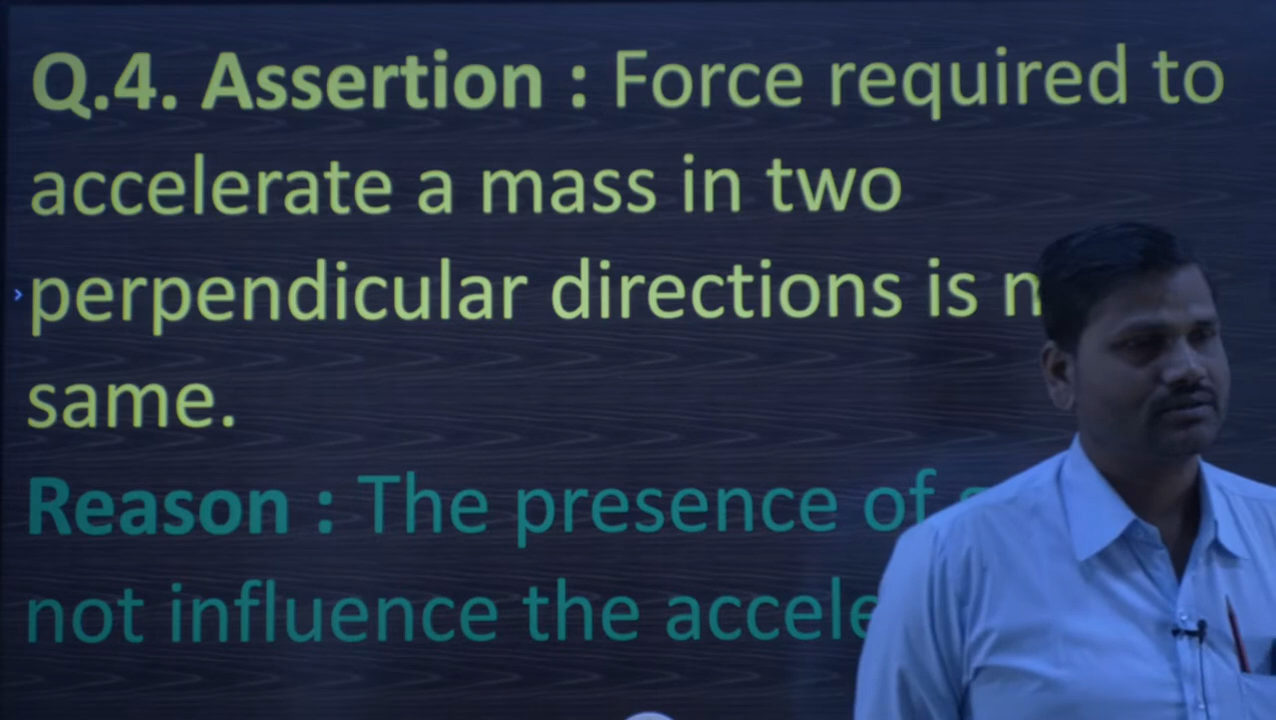 Q.4. Assertion : Force required to
accelerate a mass in two
perpendicular directions is
same.
Reason : The presence of
not influence the